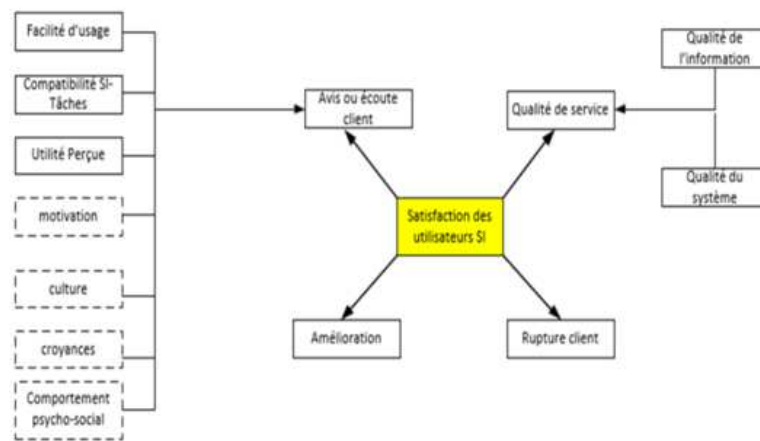 Facilité d'usage
Compatibilité SI-
Tâches
Utilité Perçue
motivation
culture
croyances
Comportement
psycho-social
Avis ou écoute
client
Qualité de service
Qualité de
l'information
Qualité du
système
Satisfaction des
utilisateurs SI
Amélioration
Rupture client